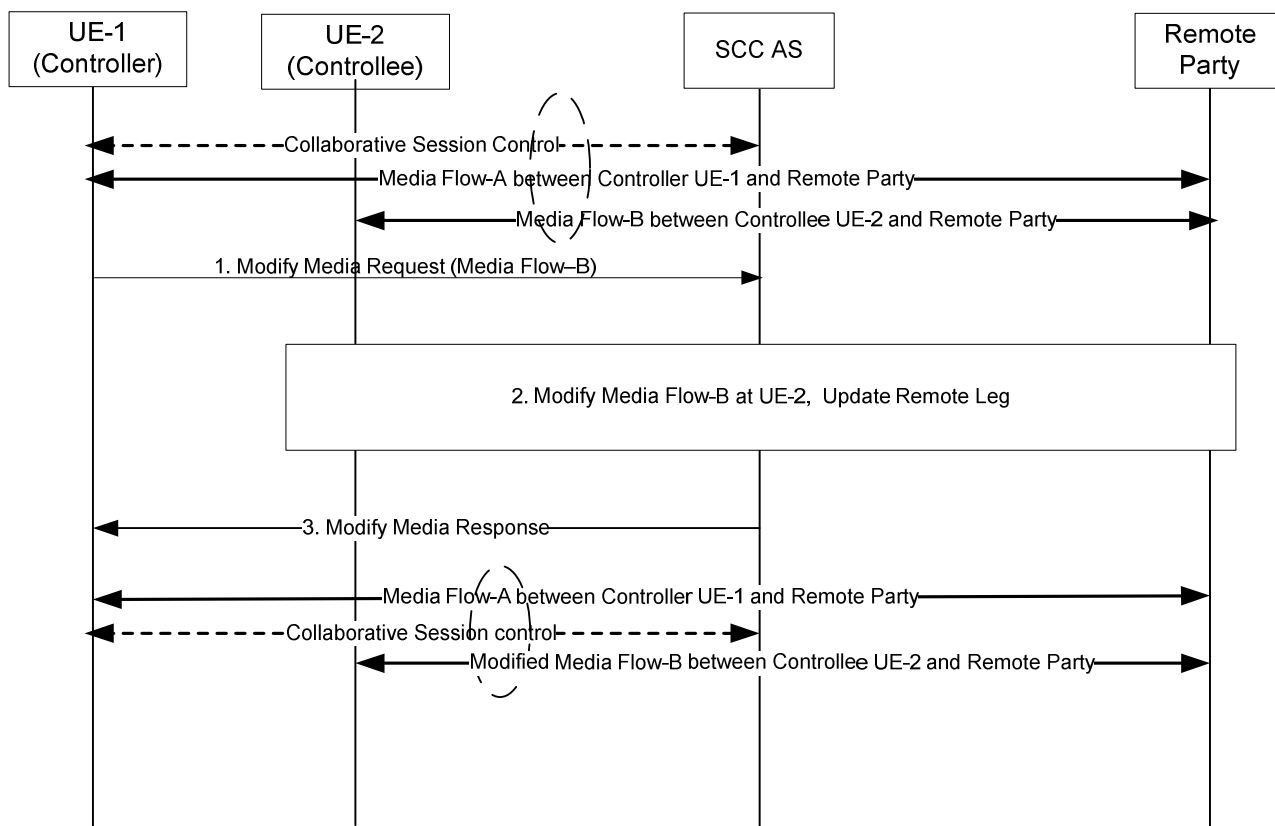 UE-1
(Controller)
UE-2
(Controllee)
SCC AS
Remote
Party
Collaborative Session Control
Media Flow-A between Controller UE-1 and Remote Party
Media Flow-B between Controllee UE-2 and Remote Party
1. Modify Media Request (Media Flow–B)
2. Modify Media Flow-B at UE-2, Update Remote Leg
3. Modify Media Response
Media Flow-A between Controller UE-1 and Remote Party
Collaborative Session control
Modified Media Flow-B between Controllee UE-2 and Remote Party